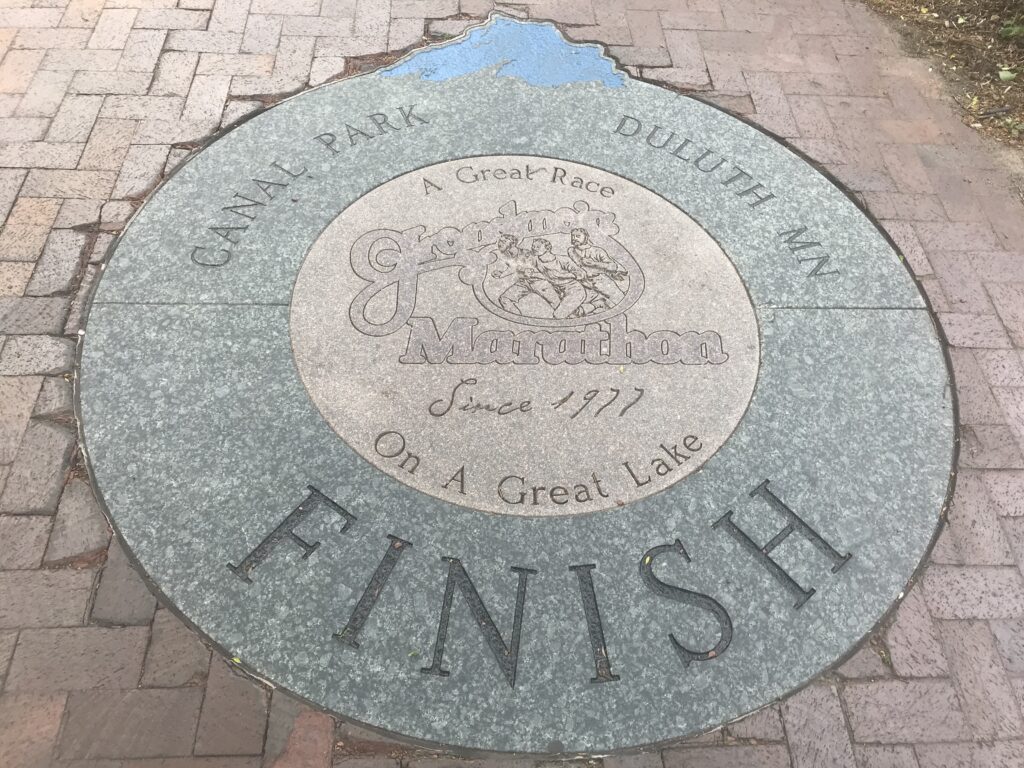 CANAL PARK
DULUTH MN
A Great Race
Grandma's
Marathon
Since 1977
On A Great Lake
FINISH